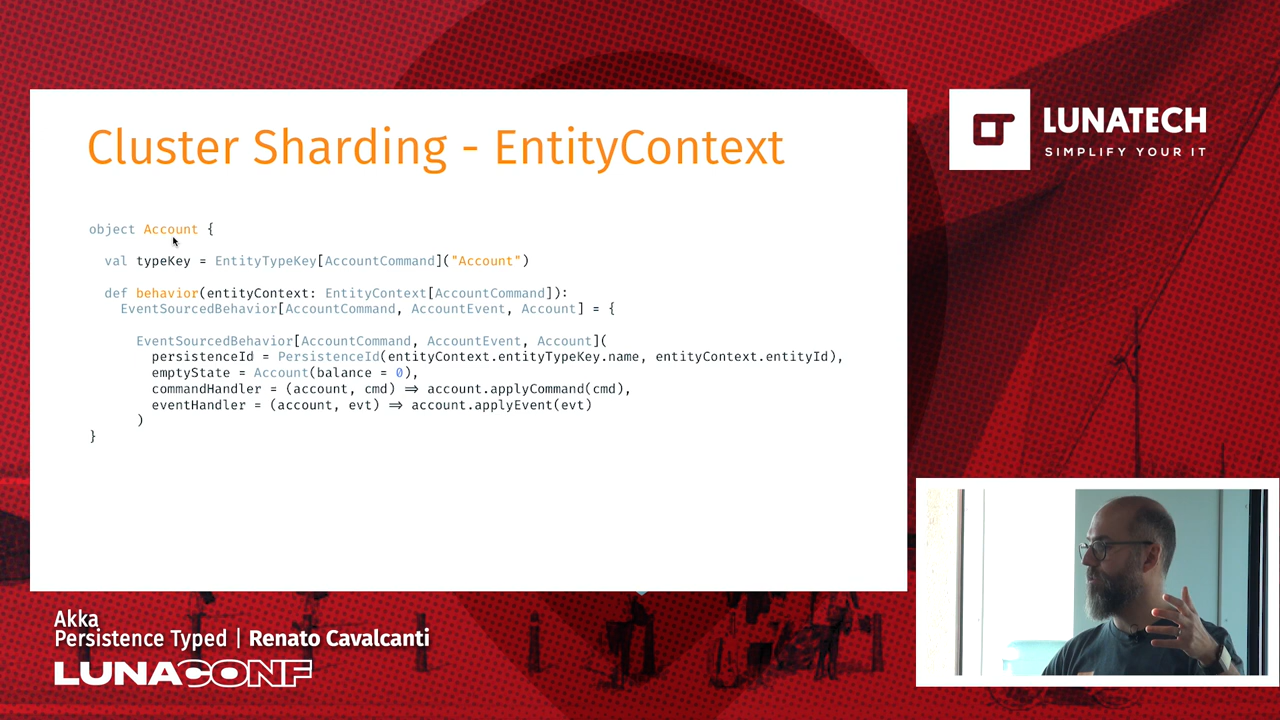 Cluster Sharding - EntityContext
object Account {
val typeKey = EntityTypeKey[AccountCommand]("Account")
def behavior(entityContext: EntityContext[AccountCommand]):
EventSourcedBehavior[AccountCommand, AccountEvent, Account] = {
EventSourcedBehavior[AccountCommand, AccountEvent, Account](
persistenceId = PersistenceId(entityContext.entityTypeKey.name, entityContext.entityId),
emptyState = Account(balance = 0),
commandHandler = (account, cmd) ⇒ account.applyCommand(cmd),
eventHandler = (account, evt) ⇒ account.applyEvent(evt)
)
}
LUNATECH
SIMPLIFY YOUR IT
Akka
Persistence Typed | Renato Cavalcanti
LUNACONF